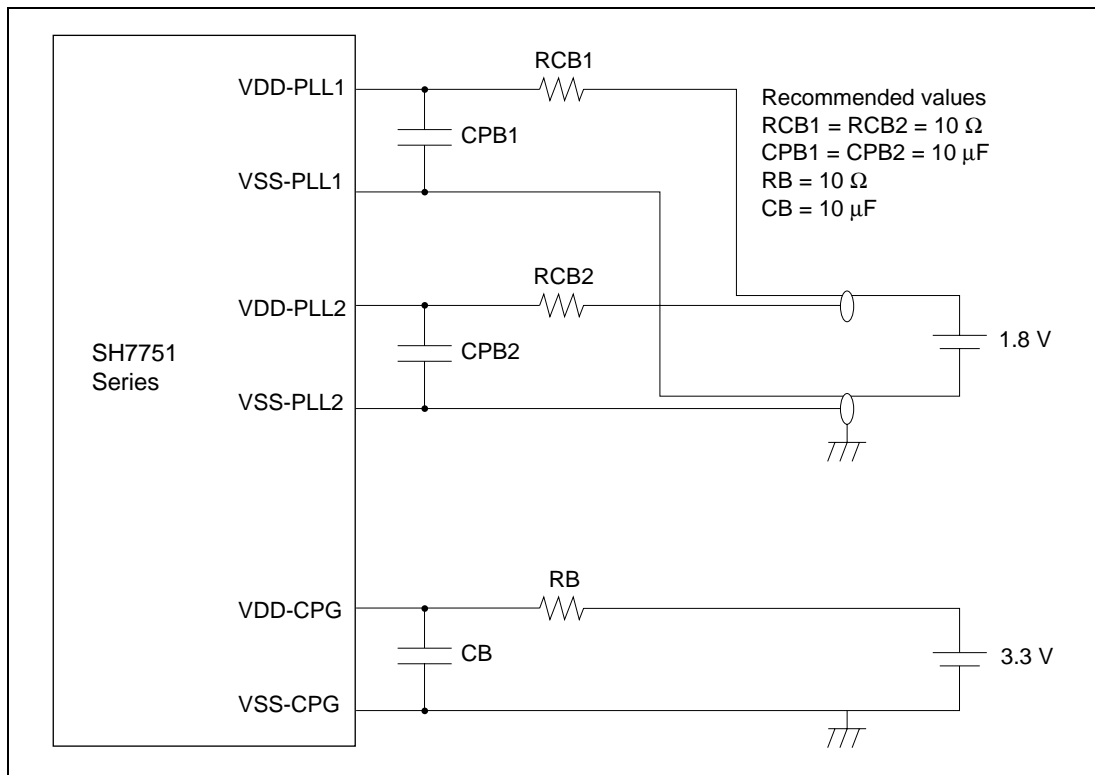 RCB1
VDD-PLL1
CPB1
VSS-PLL1
Recommended values
RCB1 = RCB2 = 10 Ω
CPB1 = CPB2 = 10 μF
RB = 10 Ω
CB = 10 μF
RCB2
VDD-PLL2
CPB2
VSS-PLL2
SH7751
Series
1.8 V
RB
VDD-CPG
CB
VSS-CPG
3.3 V